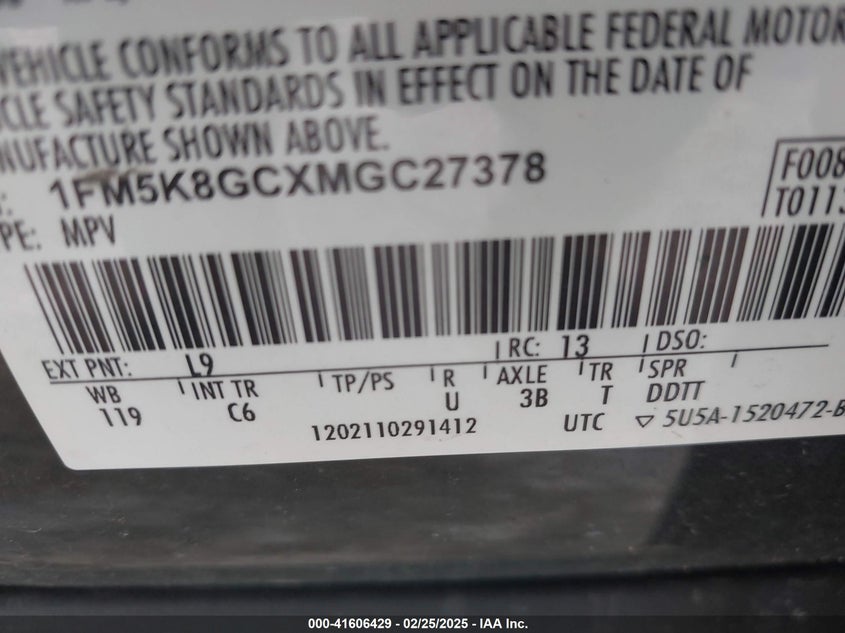 VEHICLE CONFORMS TO ALL APPLICABLE FEDERAL MOTOR
CLE SAFETY STANDARDS IN EFFECT ON THE DATE OF
NUFACTURE SHOWN ABOVE.
: 1FM5K8GCXMGC27378
F008
PE: MPV
T0113
EXT PNT: L9 RC: 13 DSO:
WB INT TR TP/PS R AXLE TR SPR
119 C6 U 3B T DDTT
1202110291412 UTC ▽ 5U5A-1520472-B
000-41606429 - 02/25/2025 - IAA Inc.